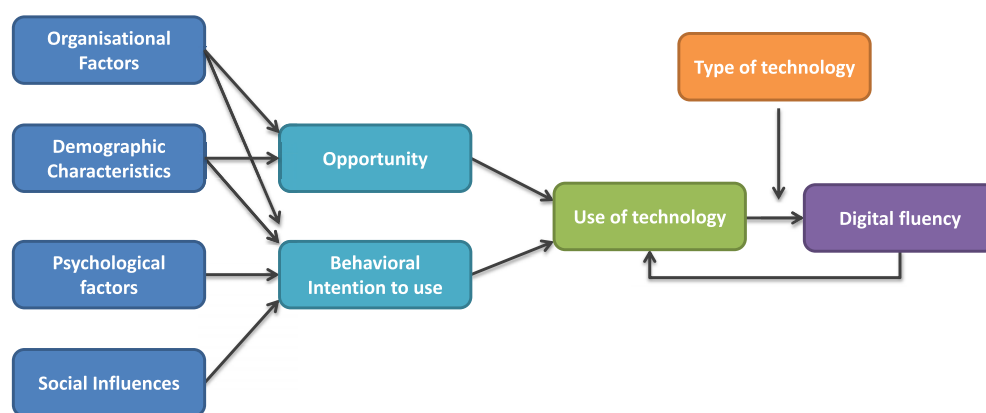 Organisational
Factors
Type of technology
Demographic
Characteristics
Opportunity
Use of technology
Digital fluency
Psychological
factors
Behavioral
Intention to use
Social Influences